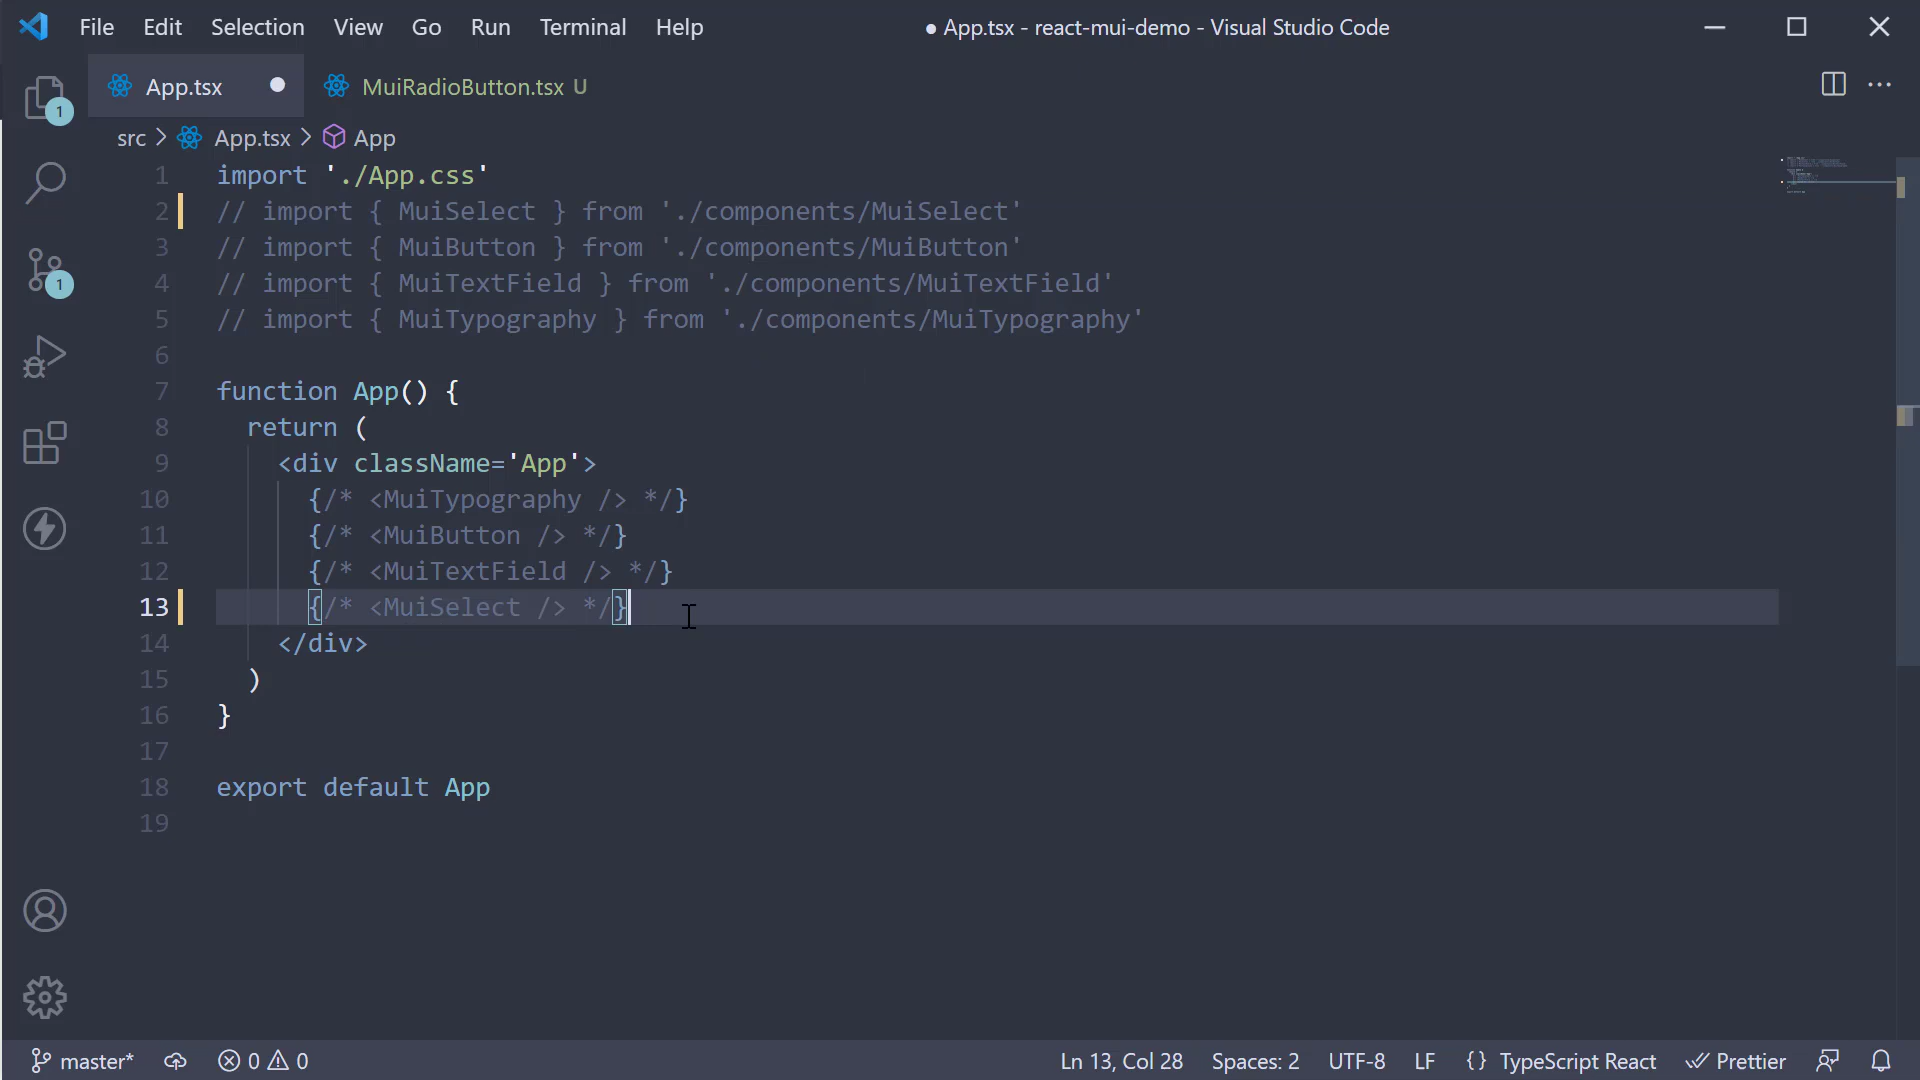 File Edit Selection View Go Run Terminal Help
● App.tsx - react-mui-demo - Visual Studio Code
App.tsx ●
MuiRadioButton.tsx U
src > App.tsx > App
1
1
1 import './App.css'
2 // import { MuiSelect } from './components/MuiSelect'
3 // import { MuiButton } from './components/MuiButton'
4 // import { MuiTextField } from './components/MuiTextField'
5 // import { MuiTypography } from './components/MuiTypography'
6
7 function App() {
8 return (
9 <div className='App'>
10 {/* <MuiTypography /> */}
11 {/* <MuiButton /> */}
12 {/* <MuiTextField /> */}
13 {/* <MuiSelect /> */}
14 </div>
15 )
16 }
17
18 export default App
19
master* 0 0 Ln 13, Col 28 Spaces: 2 UTF-8 LF {} TypeScript React Prettier